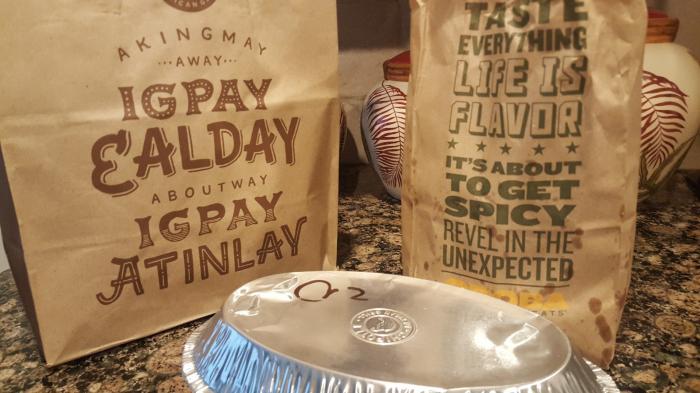 AKINGMAY
...AWAY...
IGPAY
EALDAY
ABOUTWAY
IGPAY
ATINLAY
TASTE
EVERYTHING
LIFE IS
FLAVOR
IT'S ABOUT
TO GET
SPICY
REVEL IN THE
UNEXPECTED